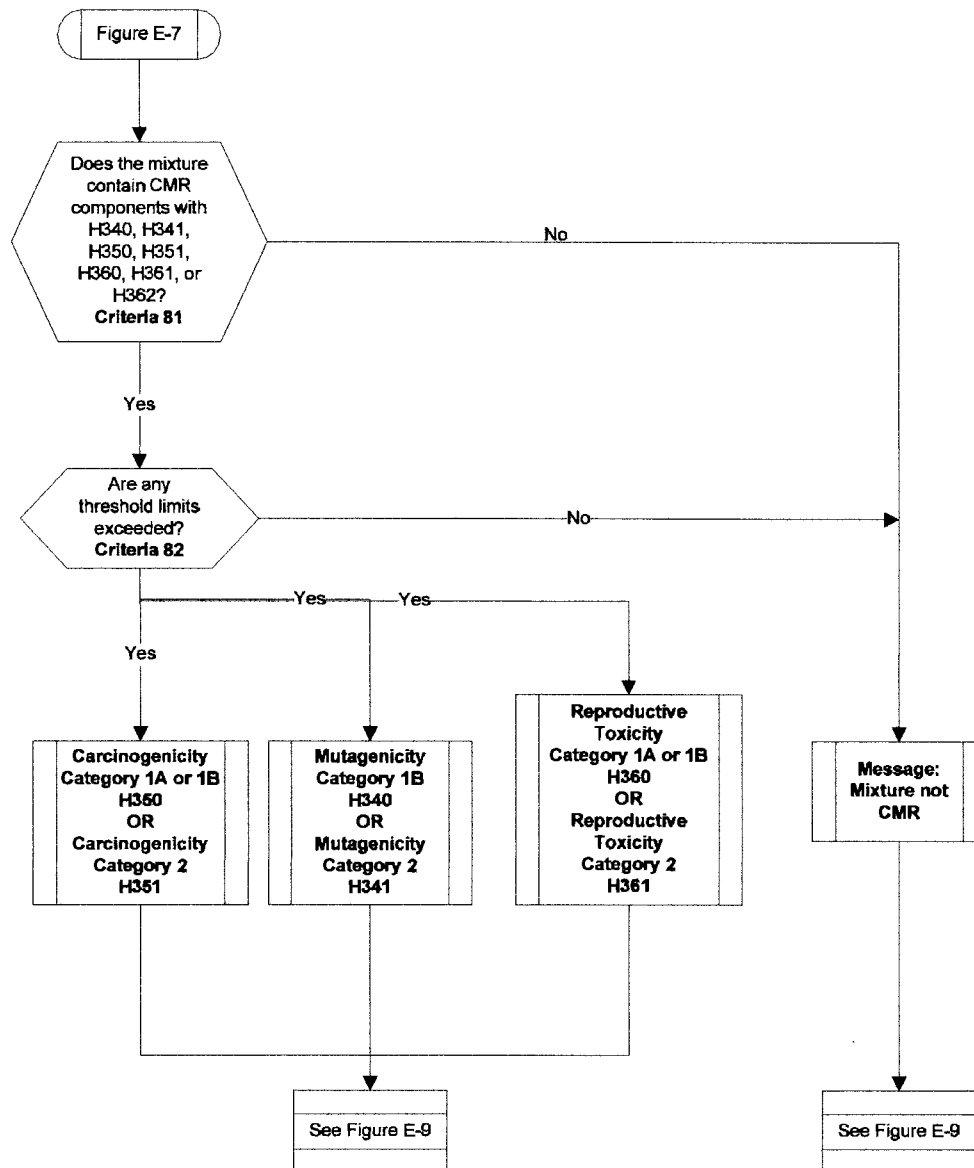 Figure E-7
Does the mixture
contain CMR
components with
H340, H341,
H350, H351,
H360, H361, or
H362?
Criteria 81
No
Yes
Are any
threshold limits
exceeded?
Criteria 82
No
Yes
Yes
Yes
Carcinogenicity
Category 1A or 1B
H350
OR
Carcinogenicity
Category 2
H351
Mutagenicity
Category 1B
H340
OR
Mutagenicity
Category 2
H341
Reproductive
Toxicity
Category 1A or 1B
H360
OR
Reproductive
Toxicity
Category 2
H361
Message:
Mixture not
CMR
See Figure E-9
See Figure E-9